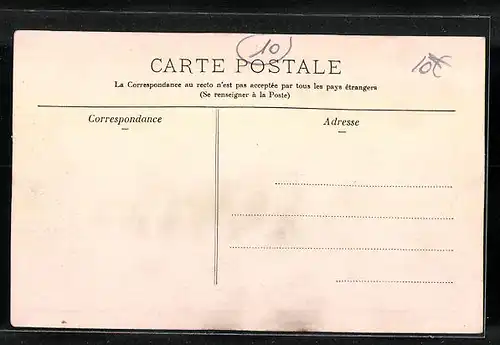 10
10€
CARTE POSTALE
La Correspondance au recto n'est pas acceptée par tous les pays étrangers
(Se renseigner à la Poste)
Correspondance
Adresse